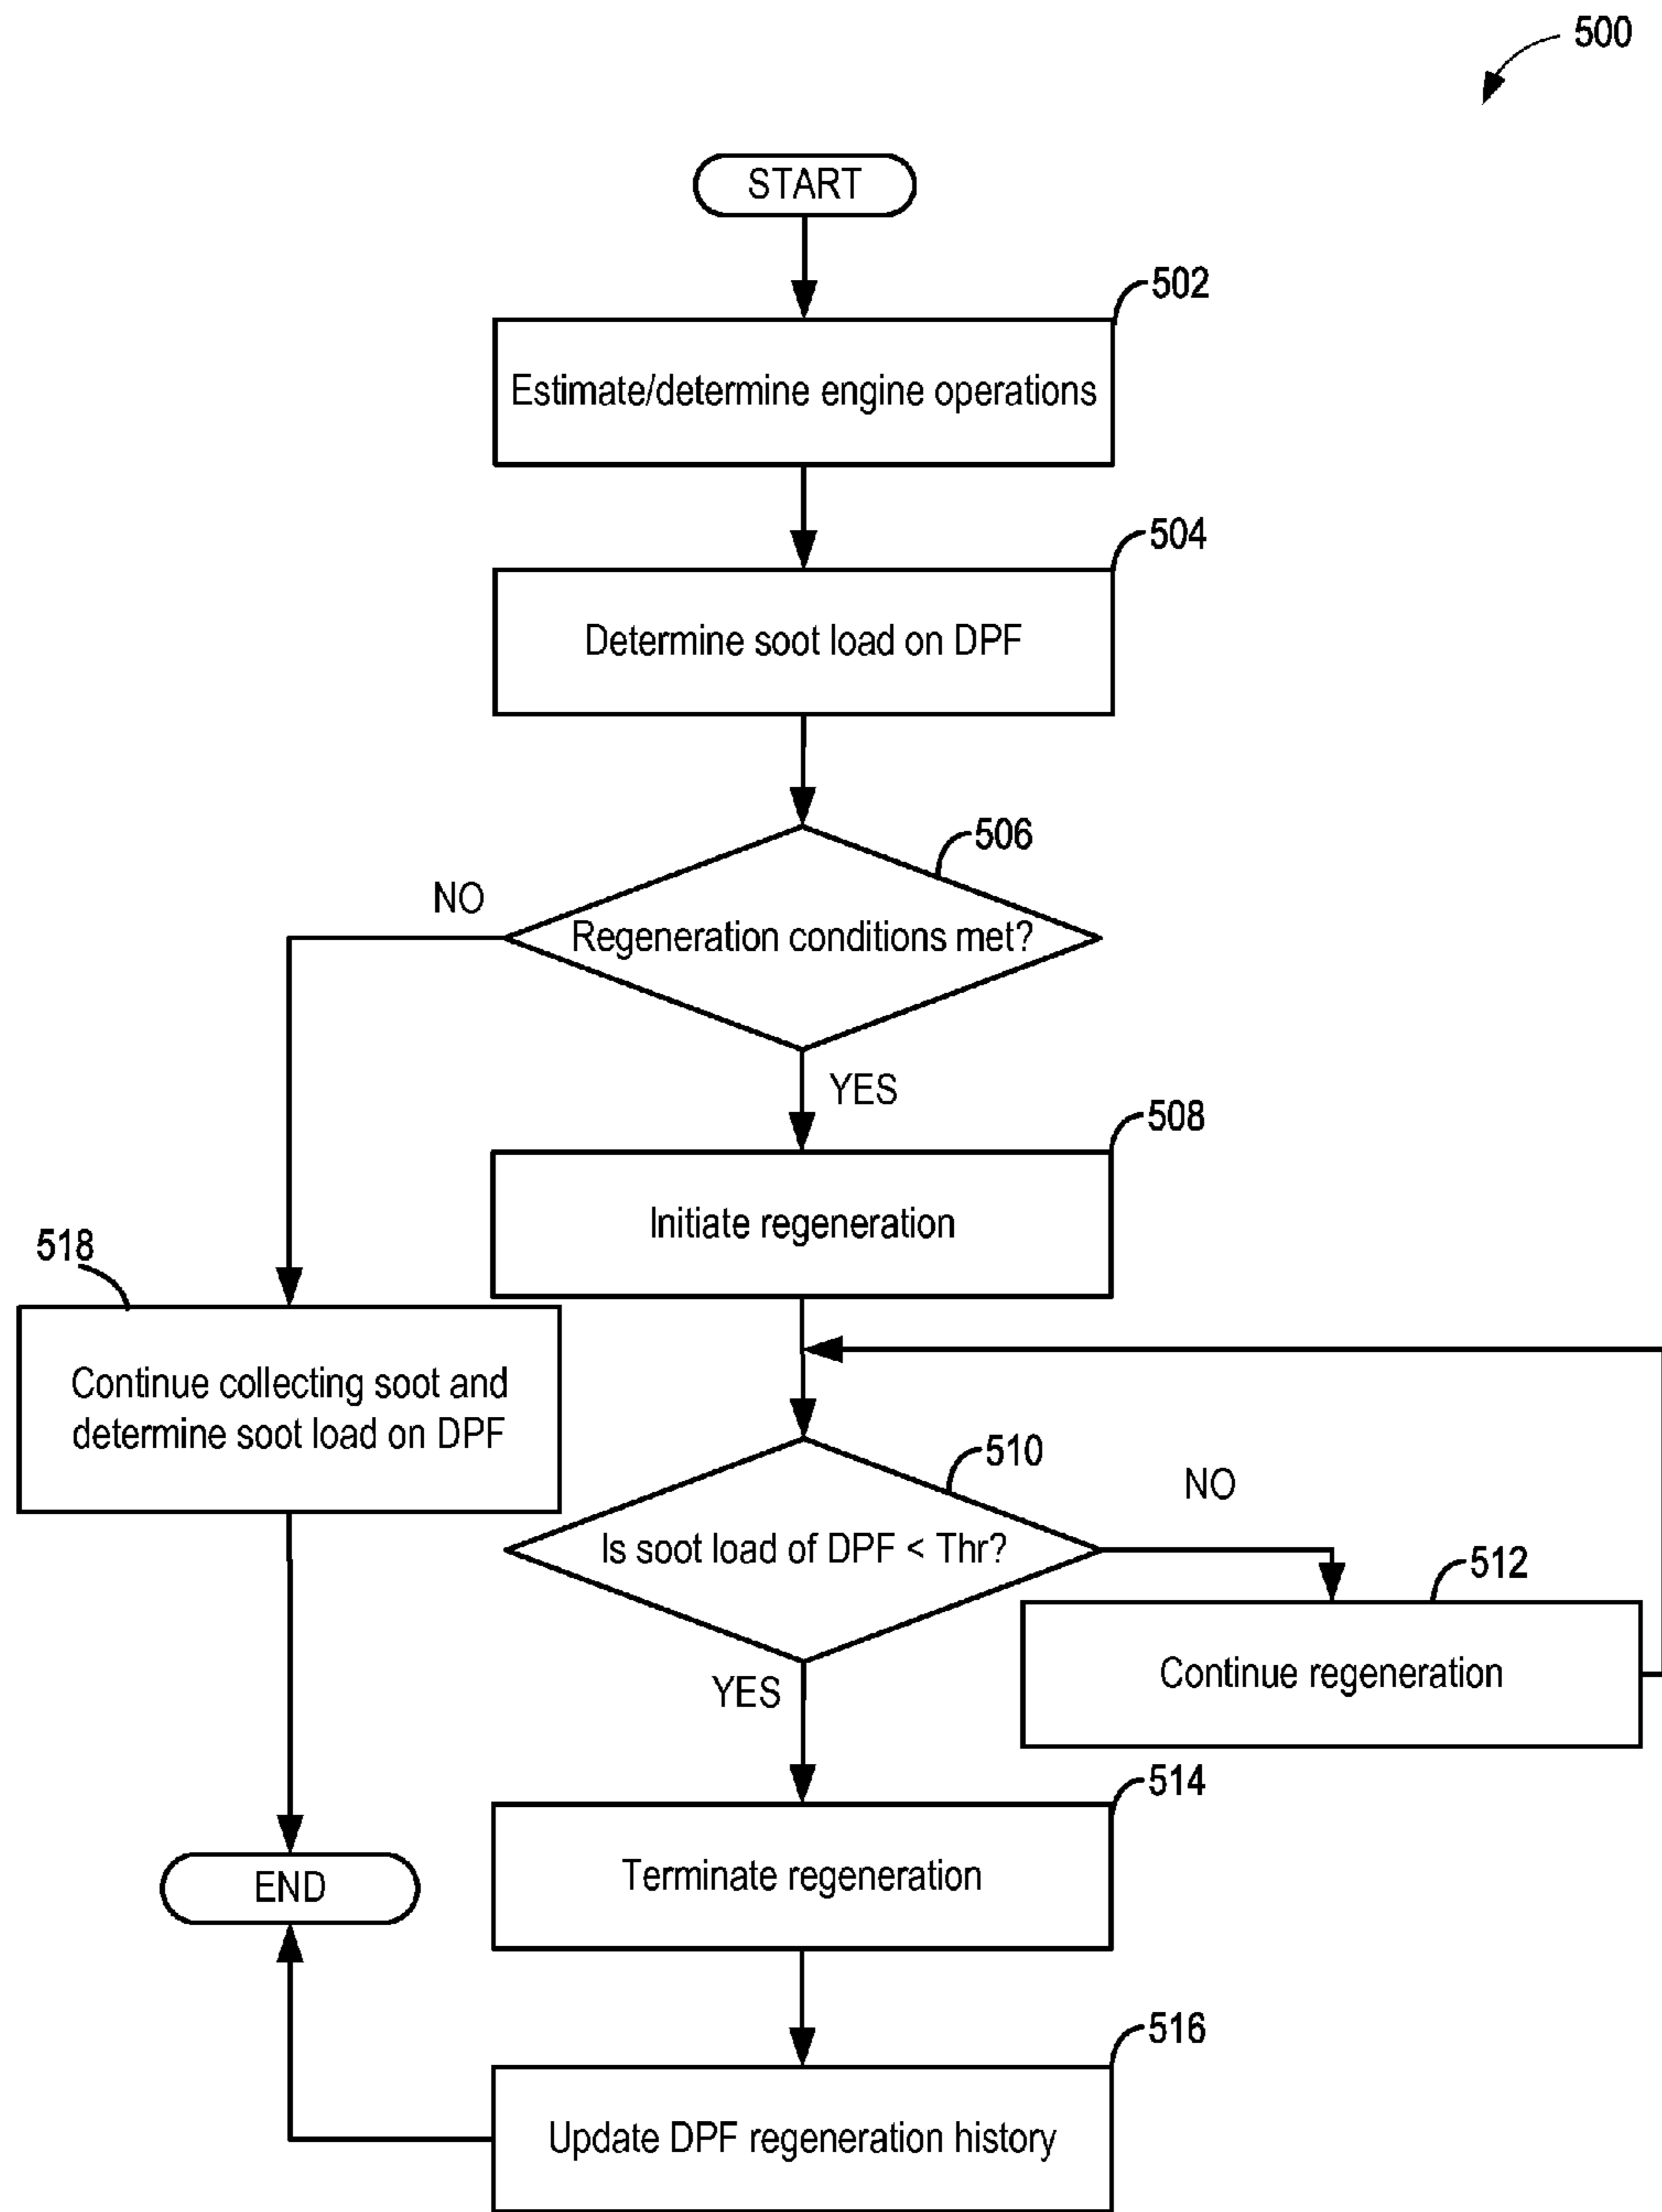 500
START
502
Estimate/determine engine operations
504
Determine soot load on DPF
506
NO
Regeneration conditions met?
YES
508
Initiate regeneration
518
Continue collecting soot and
determine soot load on DPF
510
NO
Is soot load of DPF < Thr?
512
Continue regeneration
YES
514
Terminate regeneration
END
516
Update DPF regeneration history